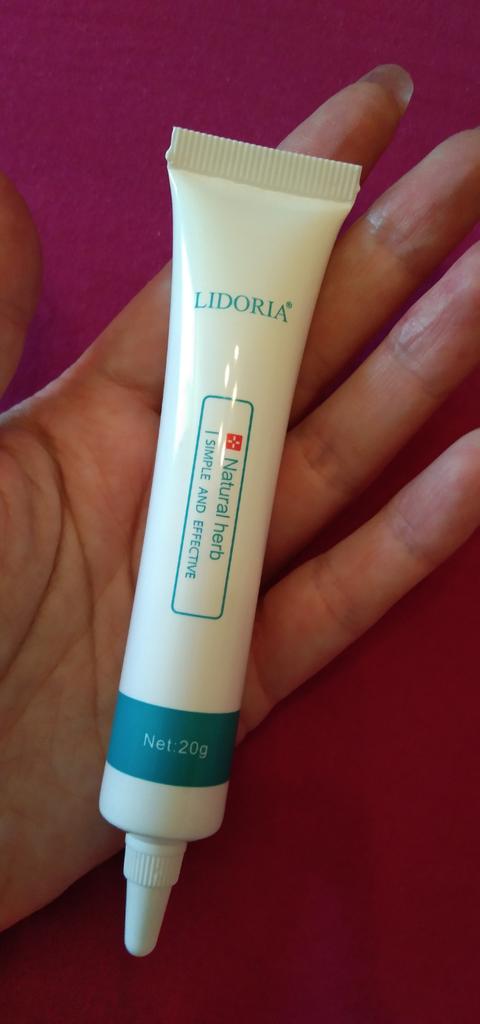 LIDORIA®
Natural herb
| SIMPLE AND EFFECTIVE
Net:20g